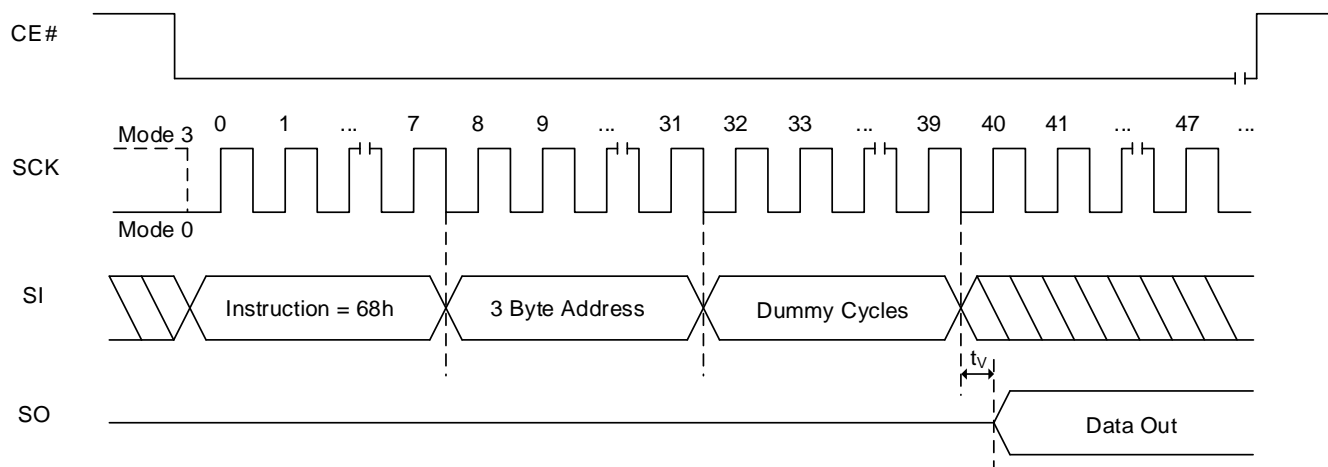 CE#
Mode 3 0 1 ... 7 8 9 ... 31 32 33 ... 39 40 41 ... 47 ...
SCK
Mode 0
SI Instruction = 68h 3 Byte Address Dummy Cycles
tV
SO Data Out